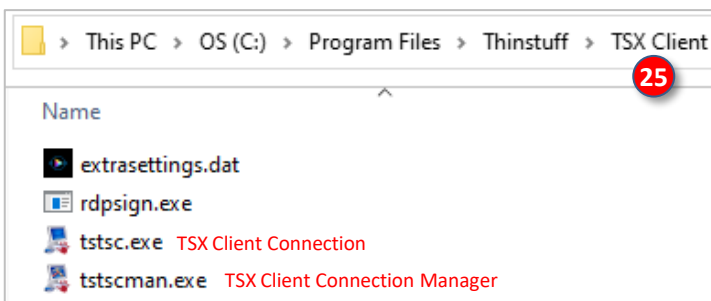 This PC > OS (C:) > Program Files > Thinstuff > TSX Client
25
Name
extrasettings.dat
rdpsign.exe
tstsc.exe TSX Client Connection
tstscman.exe TSX Client Connection Manager